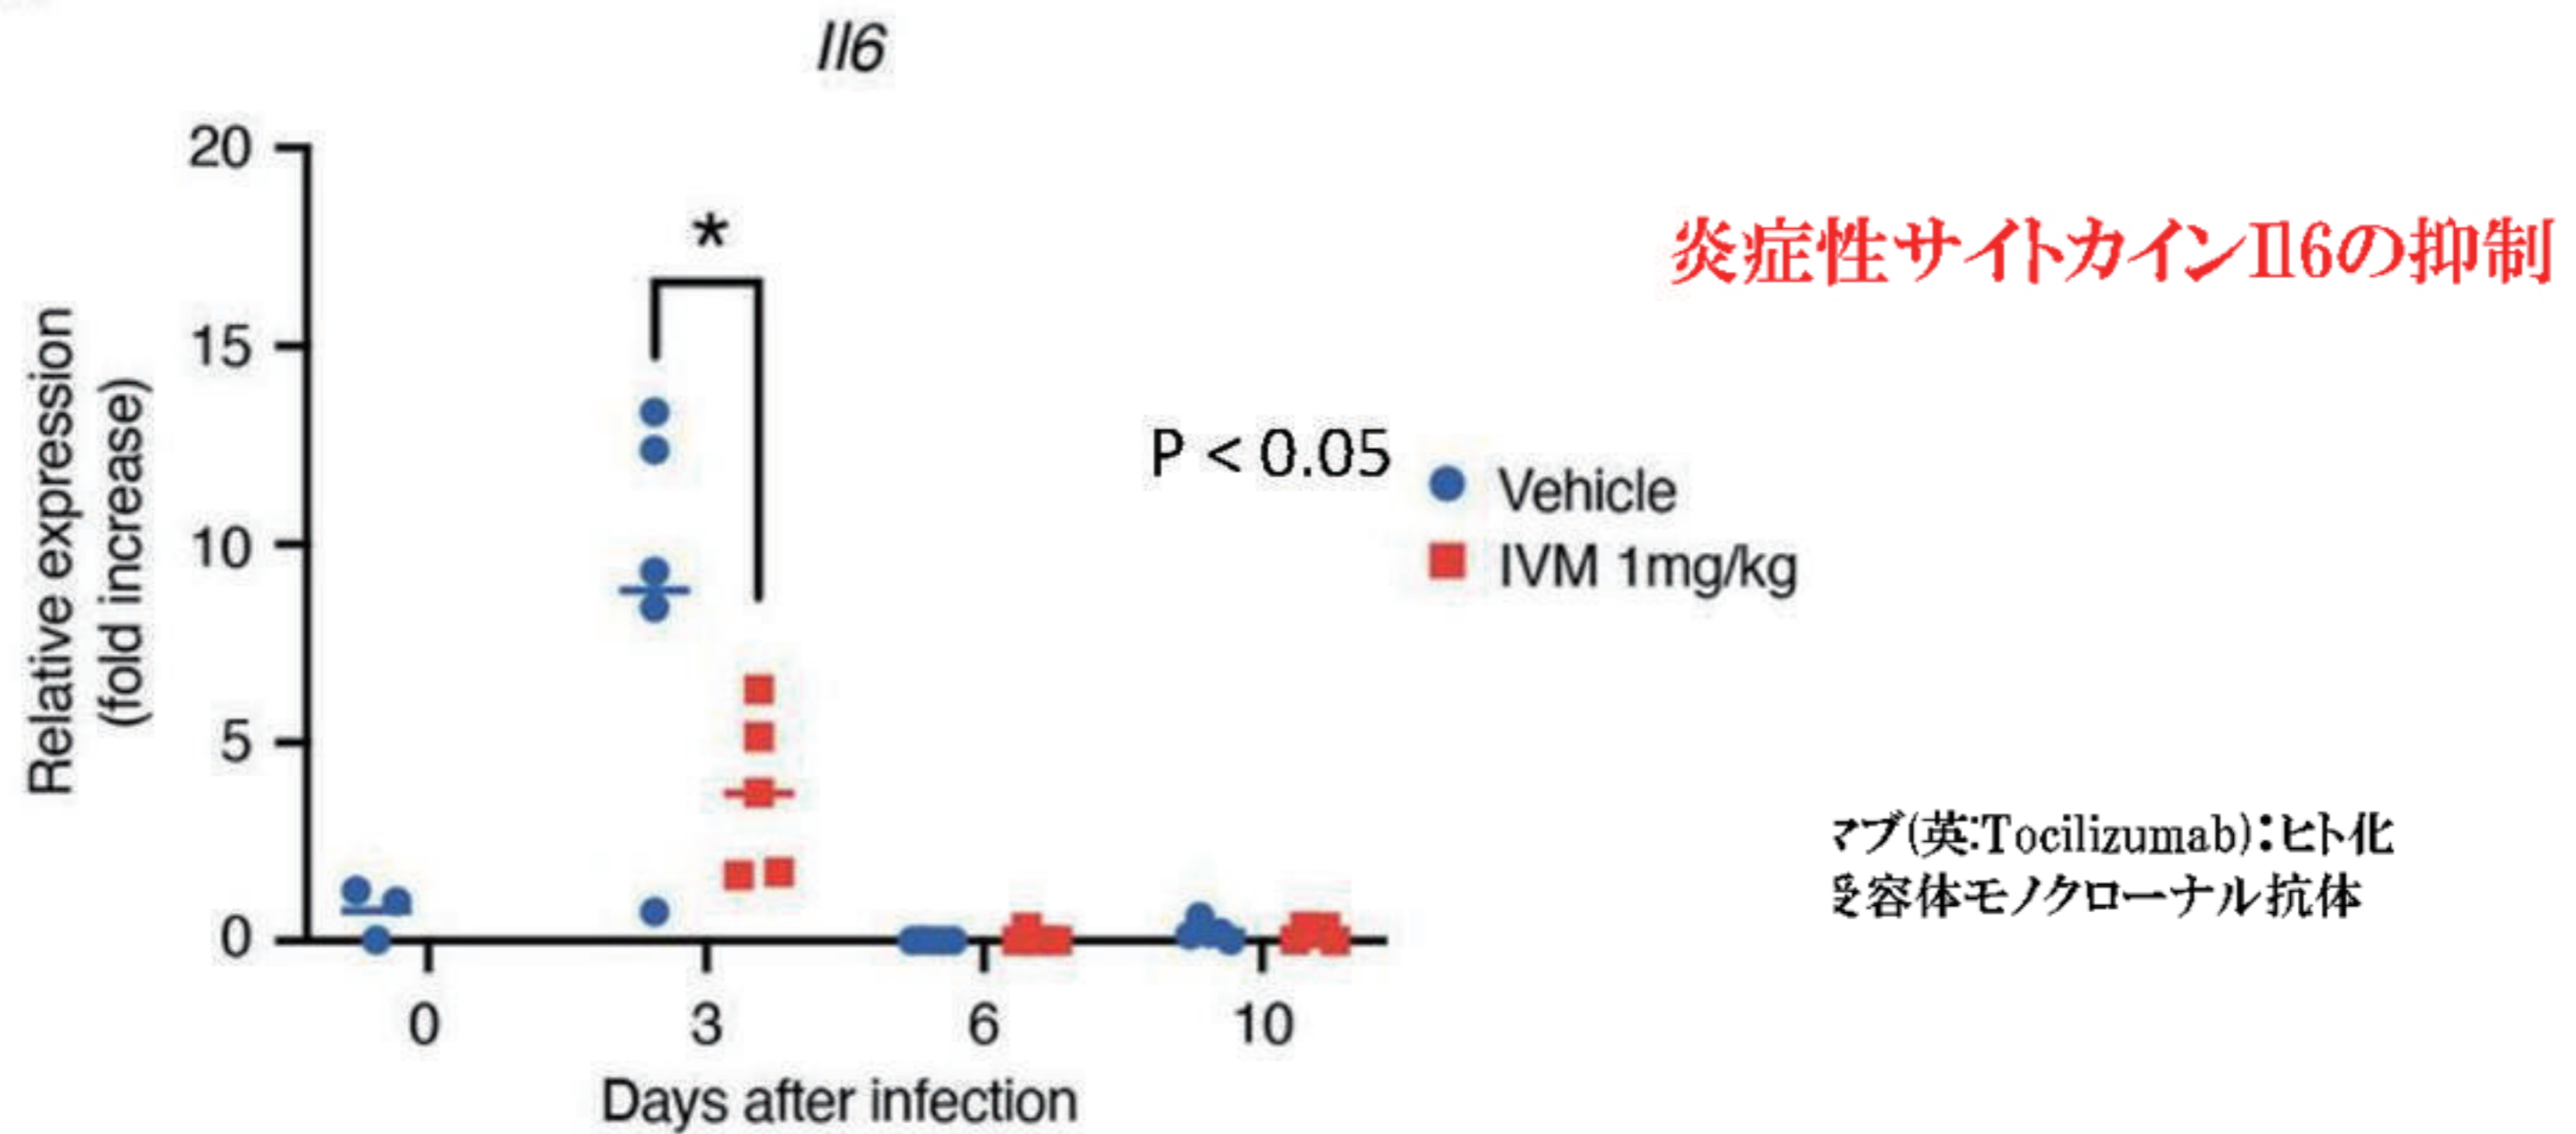 Il6
炎症性サイトカインIl6の抑制
Relative expression
(fold increase)
20
15
10
5
0
*
P < 0.05
Vehicle
IVM 1mg/kg
マブ(英:Tocilizumab):ヒト化
受容体モノクローナル抗体
0 3 6 10
Days after infection